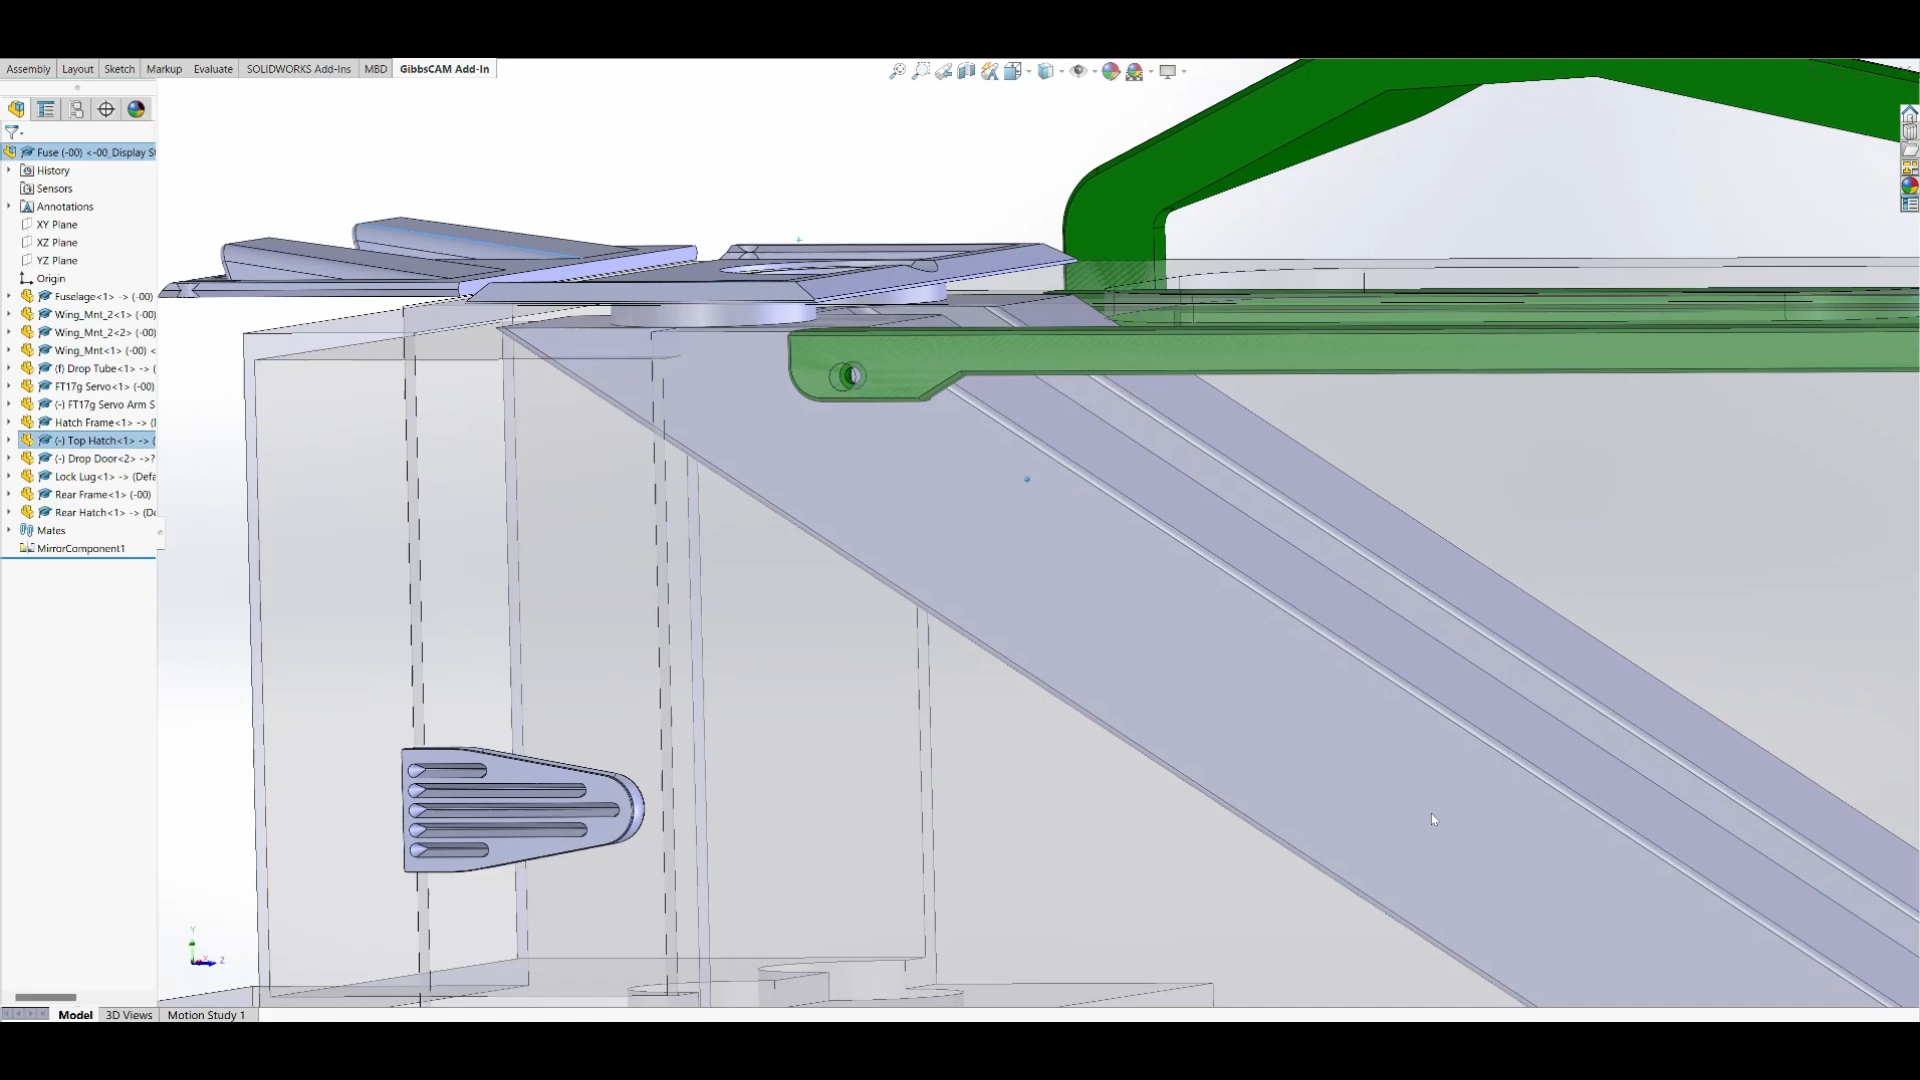 Assembly Layout Sketch Markup Evaluate SOLIDWORKS Add-Ins MBD GibbsCAM Add-In
Fuse (-00) <-00_Display St
History
Sensors
Annotations
XY Plane
XZ Plane
YZ Plane
Origin
Fuselage<1> -> (-00)
Wing_Mnt_2<1> (-00)
Wing_Mnt_2<2> (-00)
Wing_Mnt<1> (-00) <
(f) Drop Tube<1> -> (
FT17g Servo<1> (-00)
(-) FT17g Servo Arm S
Hatch Frame<1> -> (
(-) Top Hatch<1> -> (
(-) Drop Door<2> ->?
Lock Lug<1> -> (Defa
Rear Frame<1> (-00)
Rear Hatch<1> -> (De
Mates
MirrorComponent1
Y
X
Z
Model 3D Views Motion Study 1